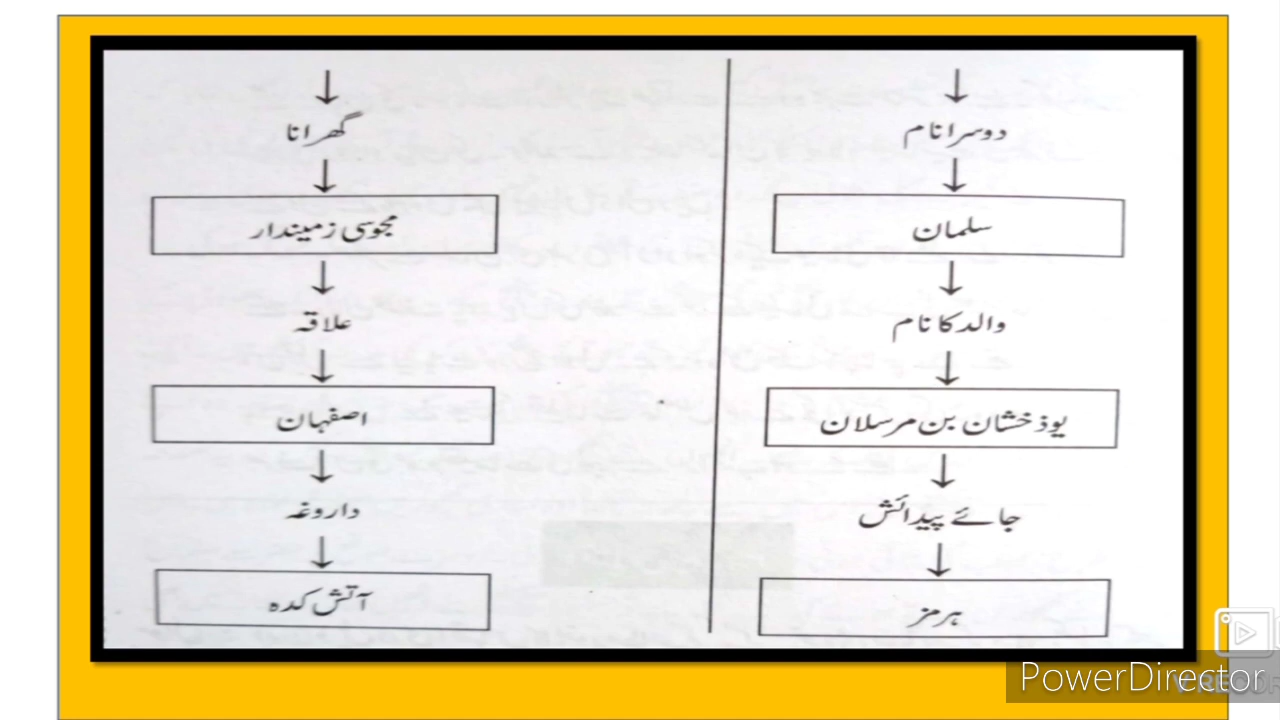 دوسرا نام
سلمان
والد کا نام
یوذخشان بن مرسلان
جائے پیدائش
ہرمز
گھرانا
مجوسی زمیندار
علاقہ
اصفہان
داروغہ
آتش کدہ
PowerDirector